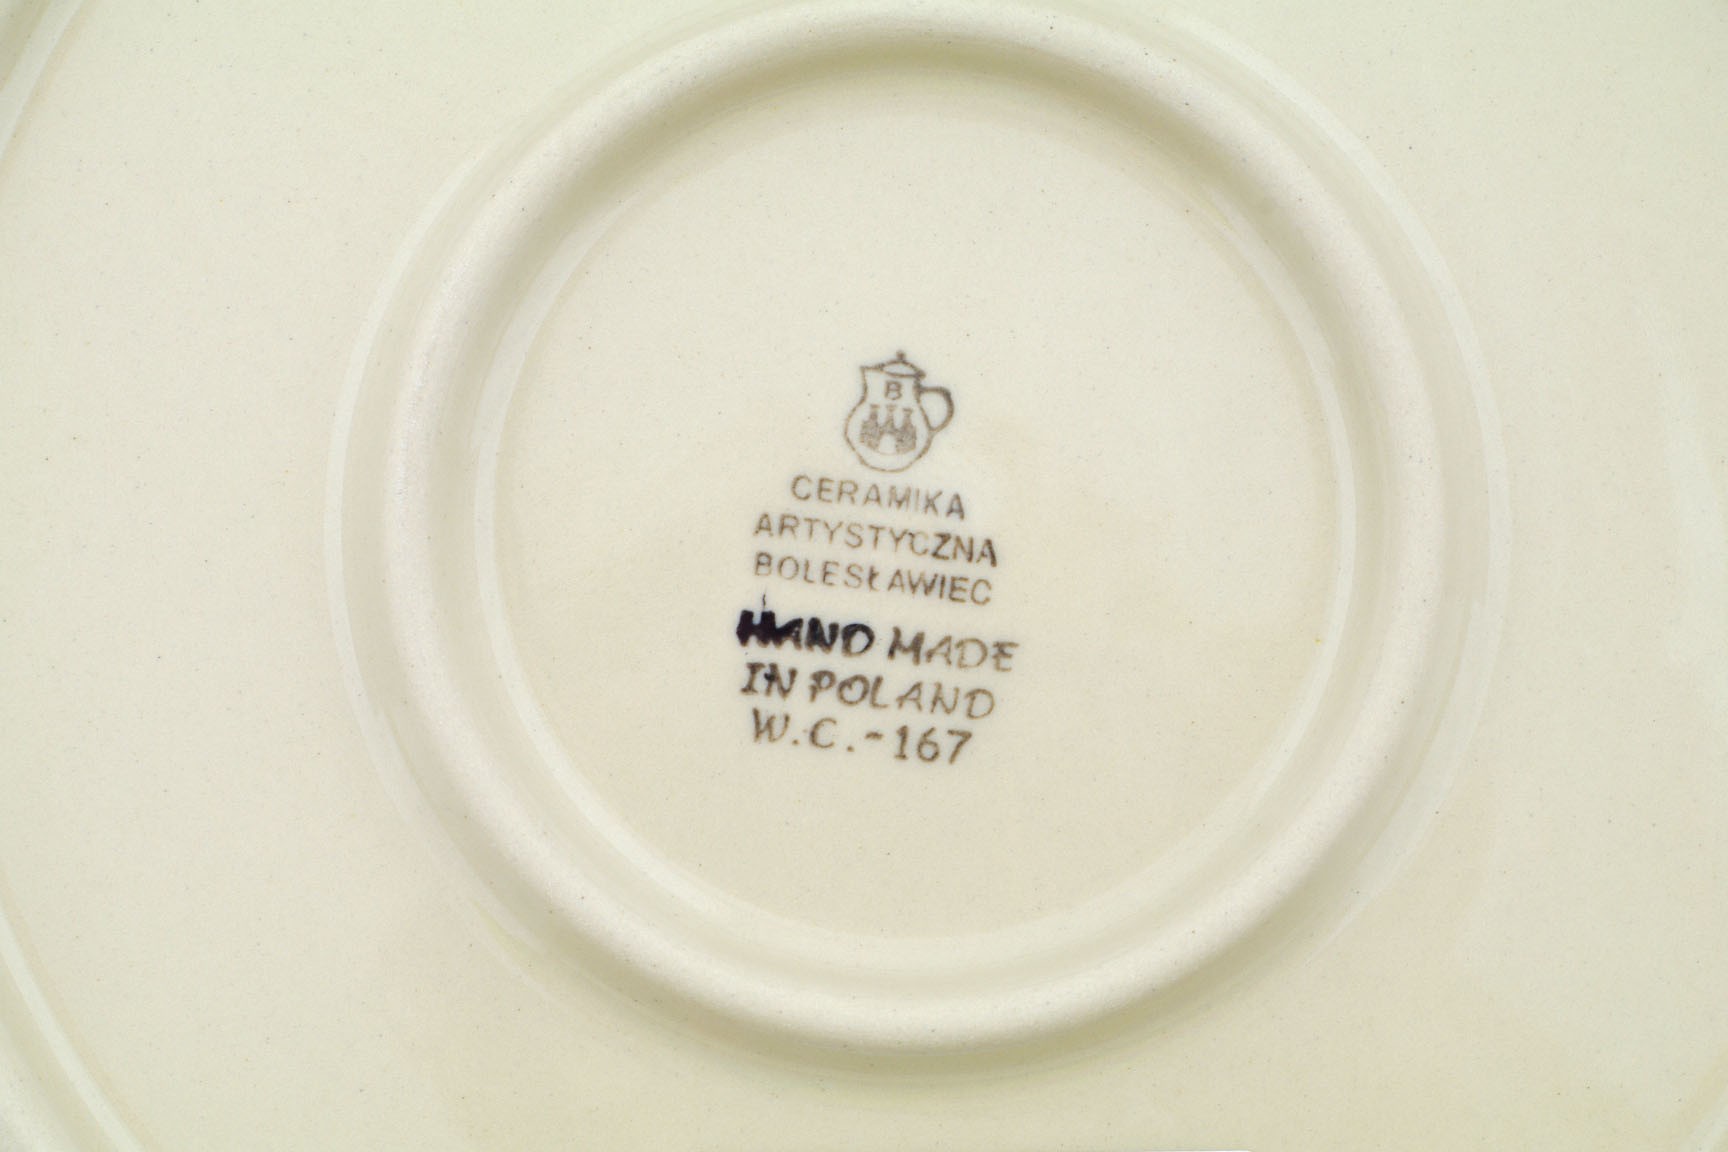 B
CERAMIKA
ARTYSTYCZNA
BOLESŁAWIEC
HAND MADE
IN POLAND
W.C.-167